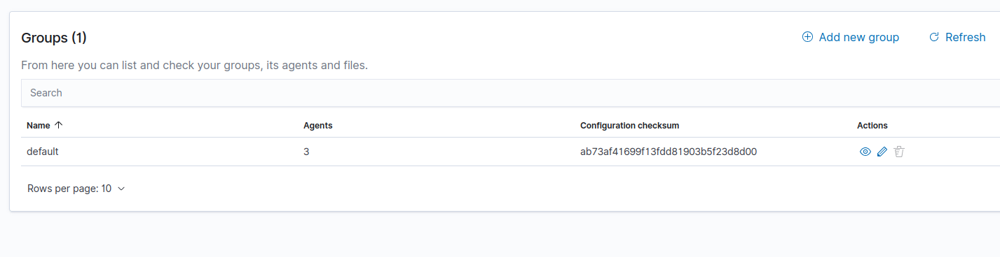 Groups (1) Add new group Refresh
From here you can list and check your groups, its agents and files.
Search
Name Agents Configuration checksum Actions
default 3 ab73af41699f13fdd81903b5f23d8d00
Rows per page: 10